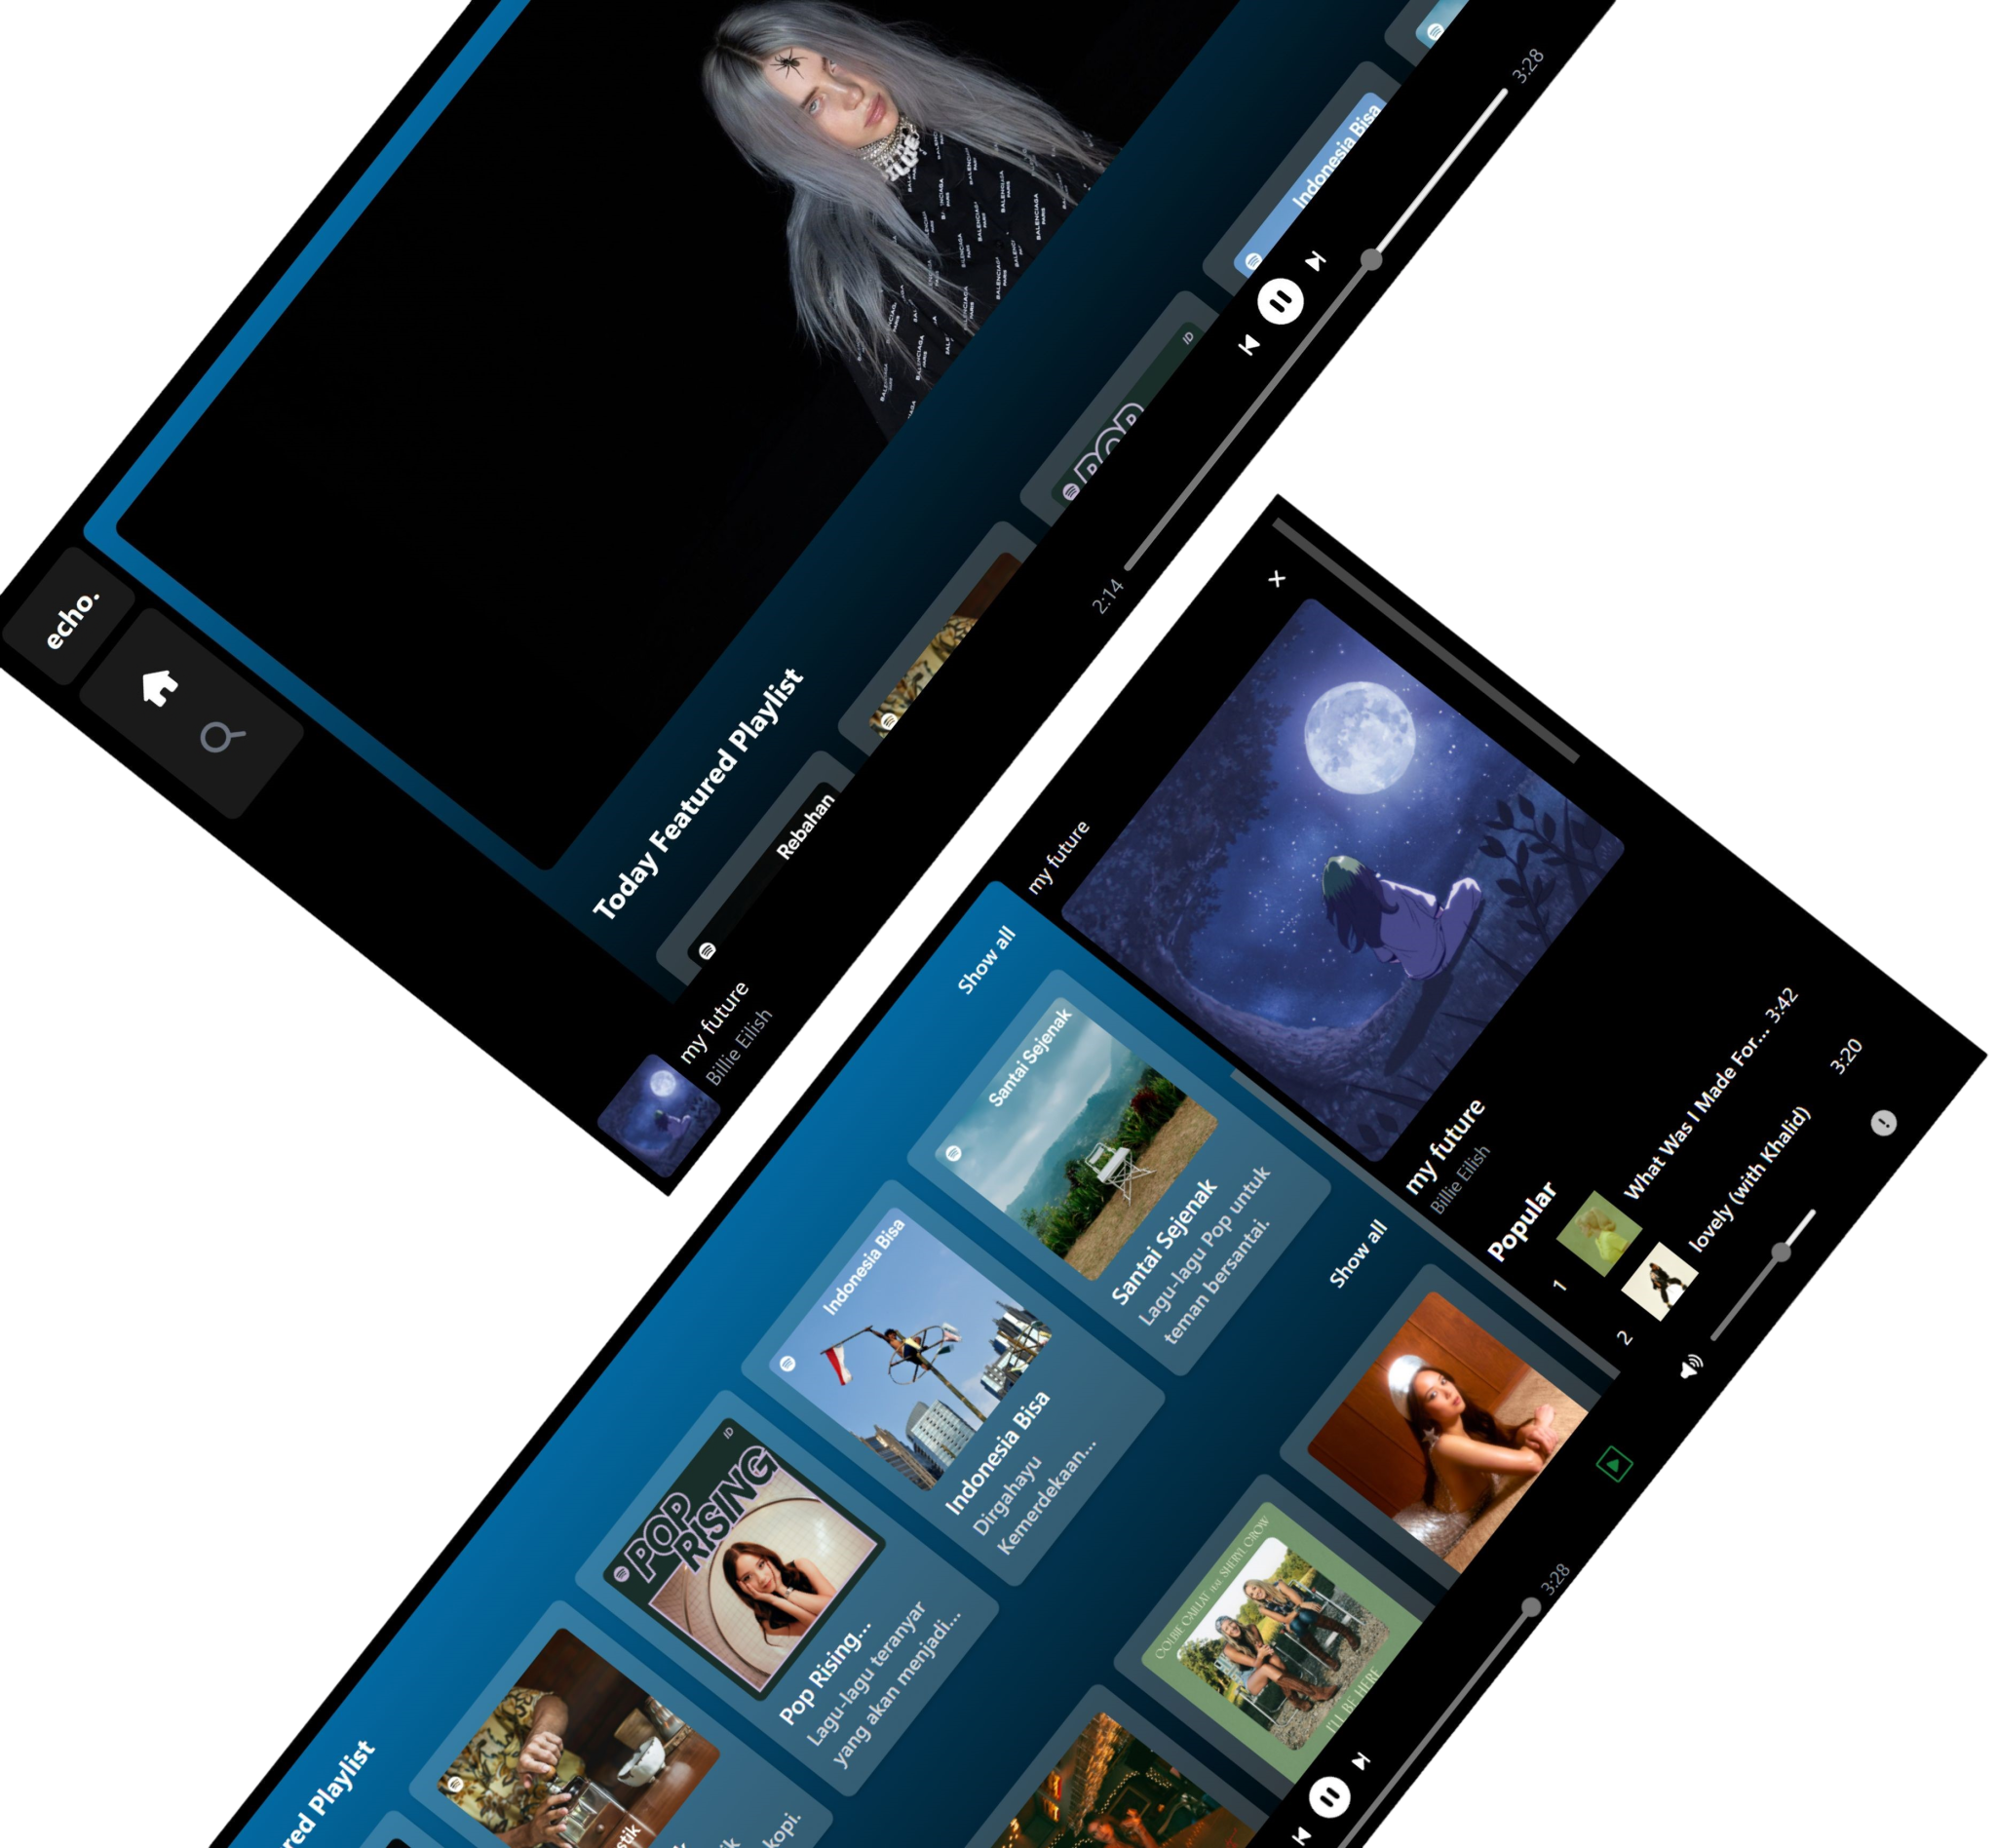 echo.
BALENCIAGA
PARIS
Today Featured Playlist
Rebahan
POP
ID
Indonesia Bisa
my future
Billie Eilish
2:14
3:28
red Playlist
Show all
stik
kopi.
POP
RISING
ID
Pop Rising...
Lagu-lagu teranyar
yang akan menjadi...
Indonesia Bisa
Indonesia Bisa
Dirgahayu
Kemerdekaan...
Santai Sejenak
Santai Sejenak
Lagu-lagu Pop untuk
teman bersantai.
Show all
COLBIE CAILLAT feat. SHERYL CROW
I'LL BE HERE
my future
my future
Billie Eilish
Popular
1
What Was I Made For... 3:42
2
lovely (with Khalid)
3:20
3:28